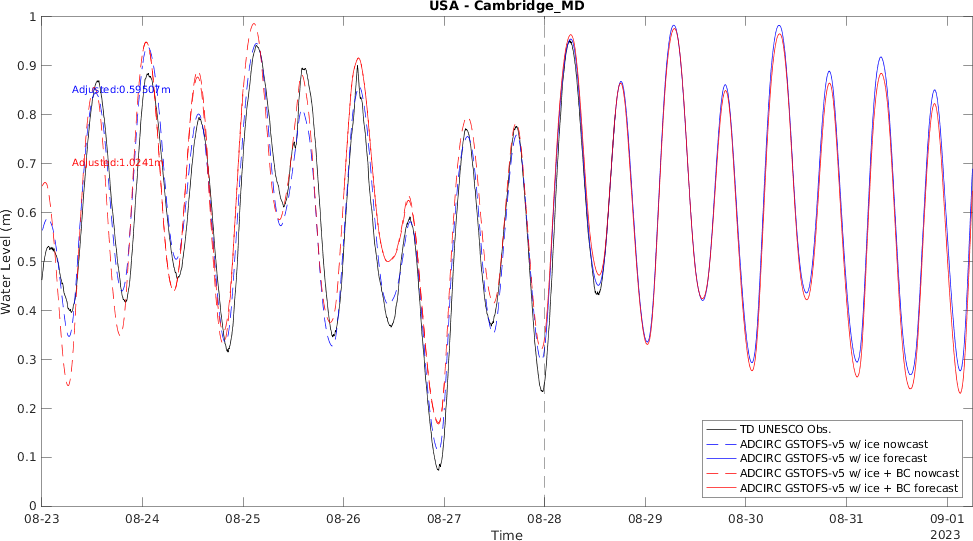 USA - Cambridge_MD
1
0.9
0.8
0.7
0.6
0.5
0.4
0.3
0.2
0.1
0
Water Level (m)
Adjusted:0.59507m
Adjusted:1.0241m
TD UNESCO Obs.
ADCIRC GSTOFS-v5 w/ ice nowcast
ADCIRC GSTOFS-v5 w/ ice forecast
ADCIRC GSTOFS-v5 w/ ice + BC nowcast
ADCIRC GSTOFS-v5 w/ ice + BC forecast
08-23 08-24 08-25 08-26 08-27 08-28 08-29 08-30 08-31 09-01
2023
Time